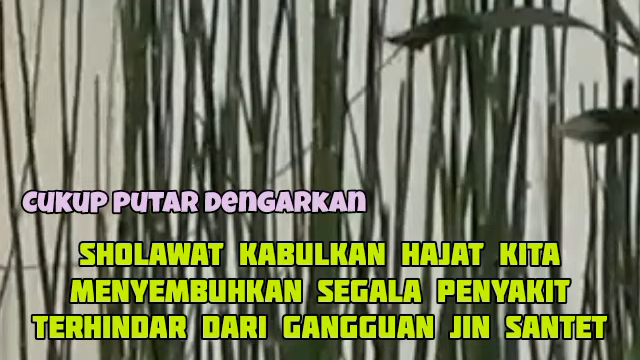 CUKUP PUTAR DENGARKAN
SHOLAWAT KABULKAN HAJAT KITA
MENYEMBUHKAN SEGALA PENYAKIT
TERHINDAR DARI GANGGUAN JIN SANTET